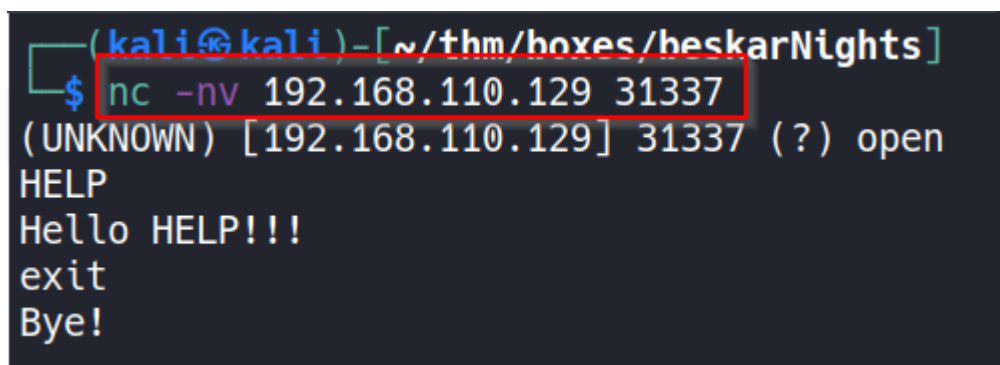 ┌──(kali㉿kali)-[~/thm/boxes/beskarNights]
└─$ nc -nv 192.168.110.129 31337
(UNKNOWN) [192.168.110.129] 31337 (?) open
HELP
Hello HELP!!!
exit
Bye!